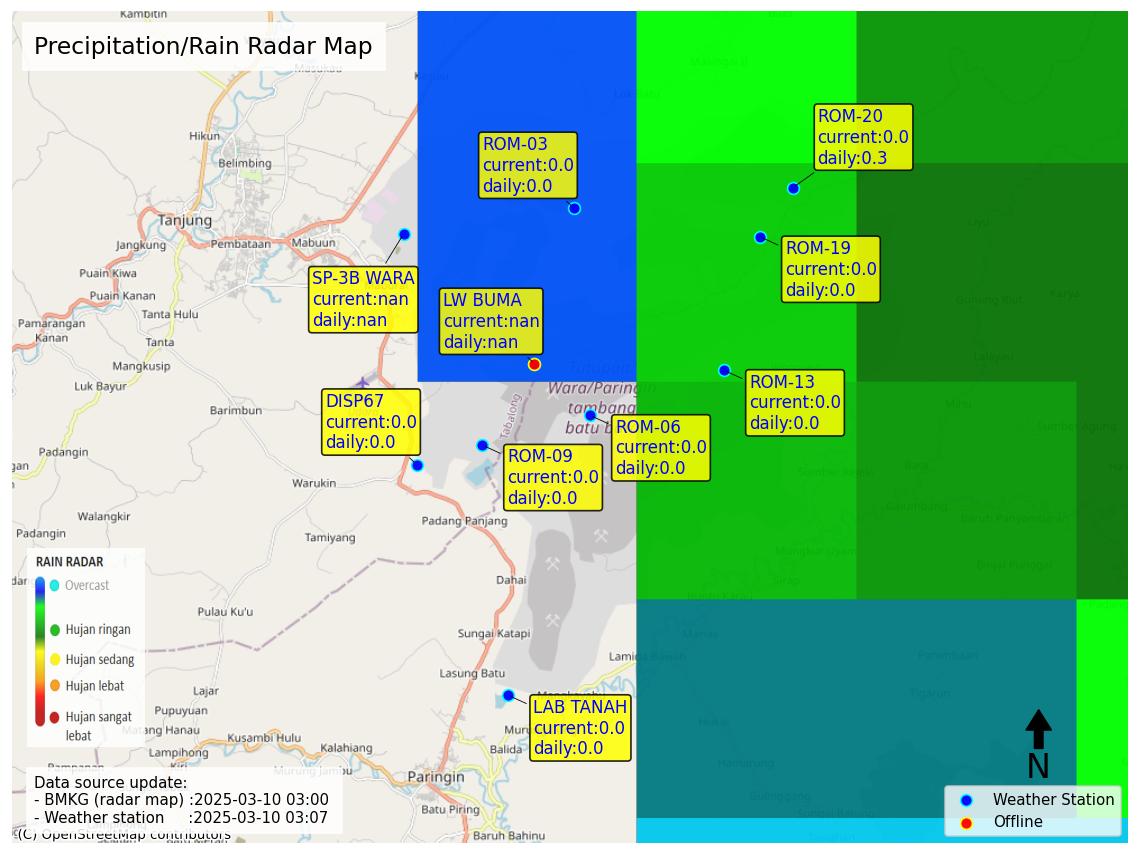 Kambitin
Precipitation/Rain Radar Map
Masukau
Hikun
Belimbing
Tanjung
Jangkung
Pembataan
Mabuun
Puain Kiwa
Puain Kanan
Tanta Hulu
Pamarangan
Kanan
Tanta
Mangkusip
Luk Bayur
Barimbun
Padangin
Warukin
Walangkir
Padangin
Tamiyang
Padang Panjang
Dahai
Pulau Ku'u
Sungai Katapi
Lasung Batu
Lajar
Pupuyuan
Matang Hanau
Kusambi Hulu
Lampihong
Kalahiang
Murung Jambu
Balida
Paringin
Batu Piring
Baruh Bahinu
Tabalong
Wara/Paringin
tambang
ROM-03
current:0.0
daily:0.0
ROM-20
current:0.0
daily:0.3
ROM-19
current:0.0
daily:0.0
SP-3B WARA
current:nan
daily:nan
LW BUMA
current:nan
daily:nan
ROM-13
current:0.0
daily:0.0
DISP67
current:0.0
daily:0.0
ROM-06
current:0.0
daily:0.0
ROM-09
current:0.0
daily:0.0
LAB TANAH
current:0.0
daily:0.0
RAIN RADAR
Overcast
Hujan ringan
Hujan sedang
Hujan lebat
Hujan sangat
lebat
Data source update:
- BMKG (radar map) :2025-03-10 03:00
- Weather station :2025-03-10 03:07
(C) OpenStreetMap contributors
N
Weather Station
Offline